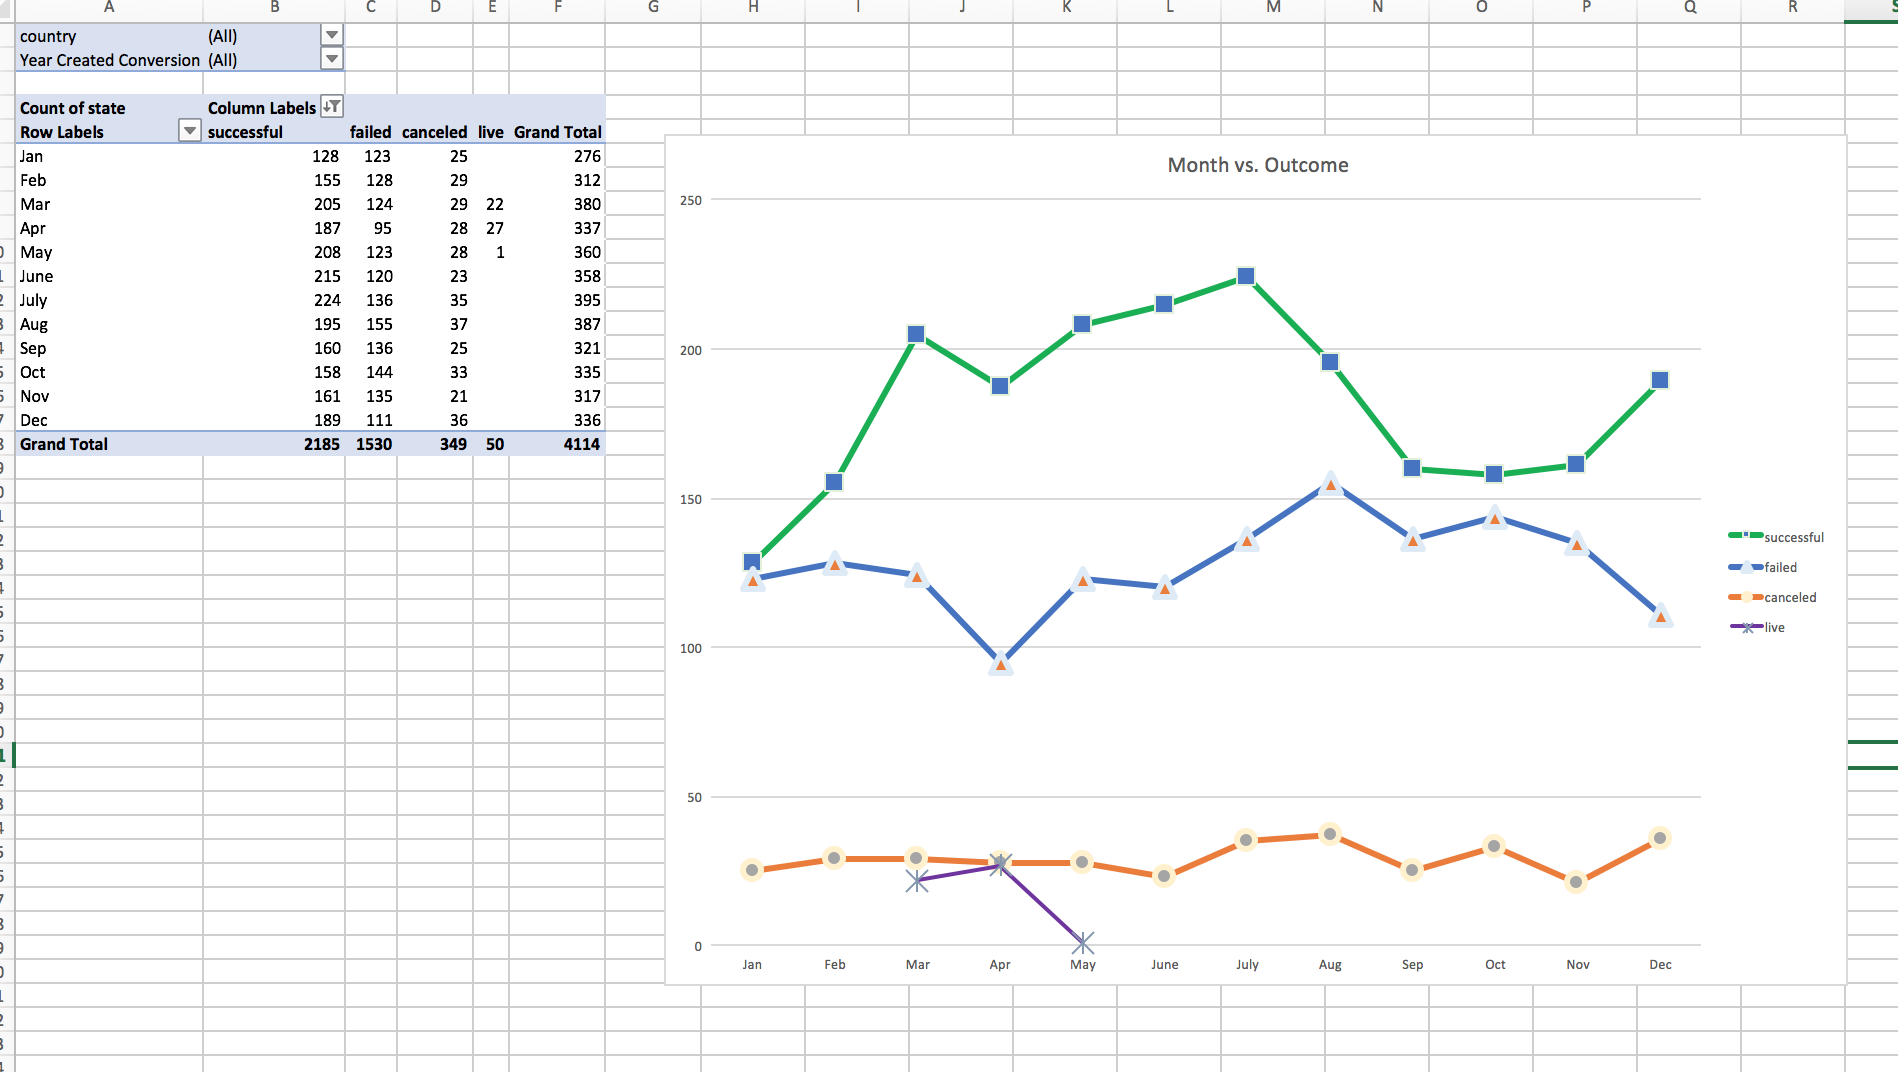 A B C D E F G H I J K L M N O P Q R S
country (All)
Year Created Conversion (All)
Count of state Column Labels
Row Labels successful failed canceled live Grand Total
Jan 128 123 25 276
Feb 155 128 29 312
Mar 205 124 29 22 380
Apr 187 95 28 27 337
May 208 123 28 1 360
June 215 120 23 358
July 224 136 35 395
Aug 195 155 37 387
Sep 160 136 25 321
Oct 158 144 33 335
Nov 161 135 21 317
Dec 189 111 36 336
Grand Total 2185 1530 349 50 4114
Month vs. Outcome
250
200
150
100
50
0
Jan Feb Mar Apr May June July Aug Sep Oct Nov Dec
successful
failed
canceled
live